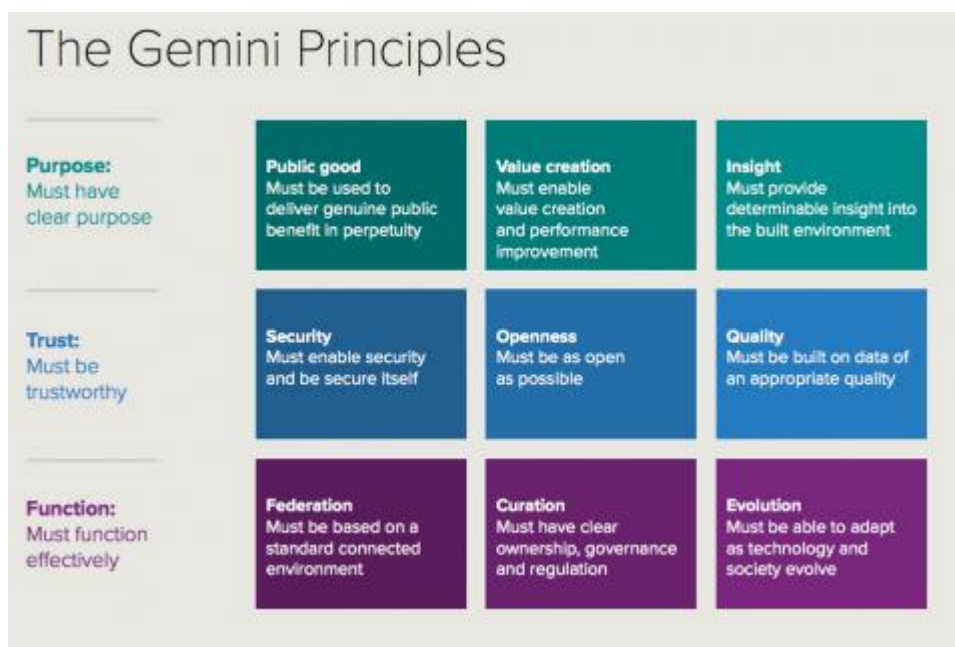 The Gemini Principles
Purpose:
Must have
clear purpose
Public good
Must be used to
deliver genuine public
benefit in perpetuity
Value creation
Must enable
value creation
and performance
improvement
Insight
Must provide
determinable insight into
the built environment
Trust:
Must be
trustworthy
Security
Must enable security
and be secure itself
Openness
Must be as open
as possible
Quality
Must be built on data of
an appropriate quality
Function:
Must function
effectively
Federation
Must be based on a
standard connected
environment
Curation
Must have clear
ownership, governance
and regulation
Evolution
Must be able to adapt
as technology and
society evolve